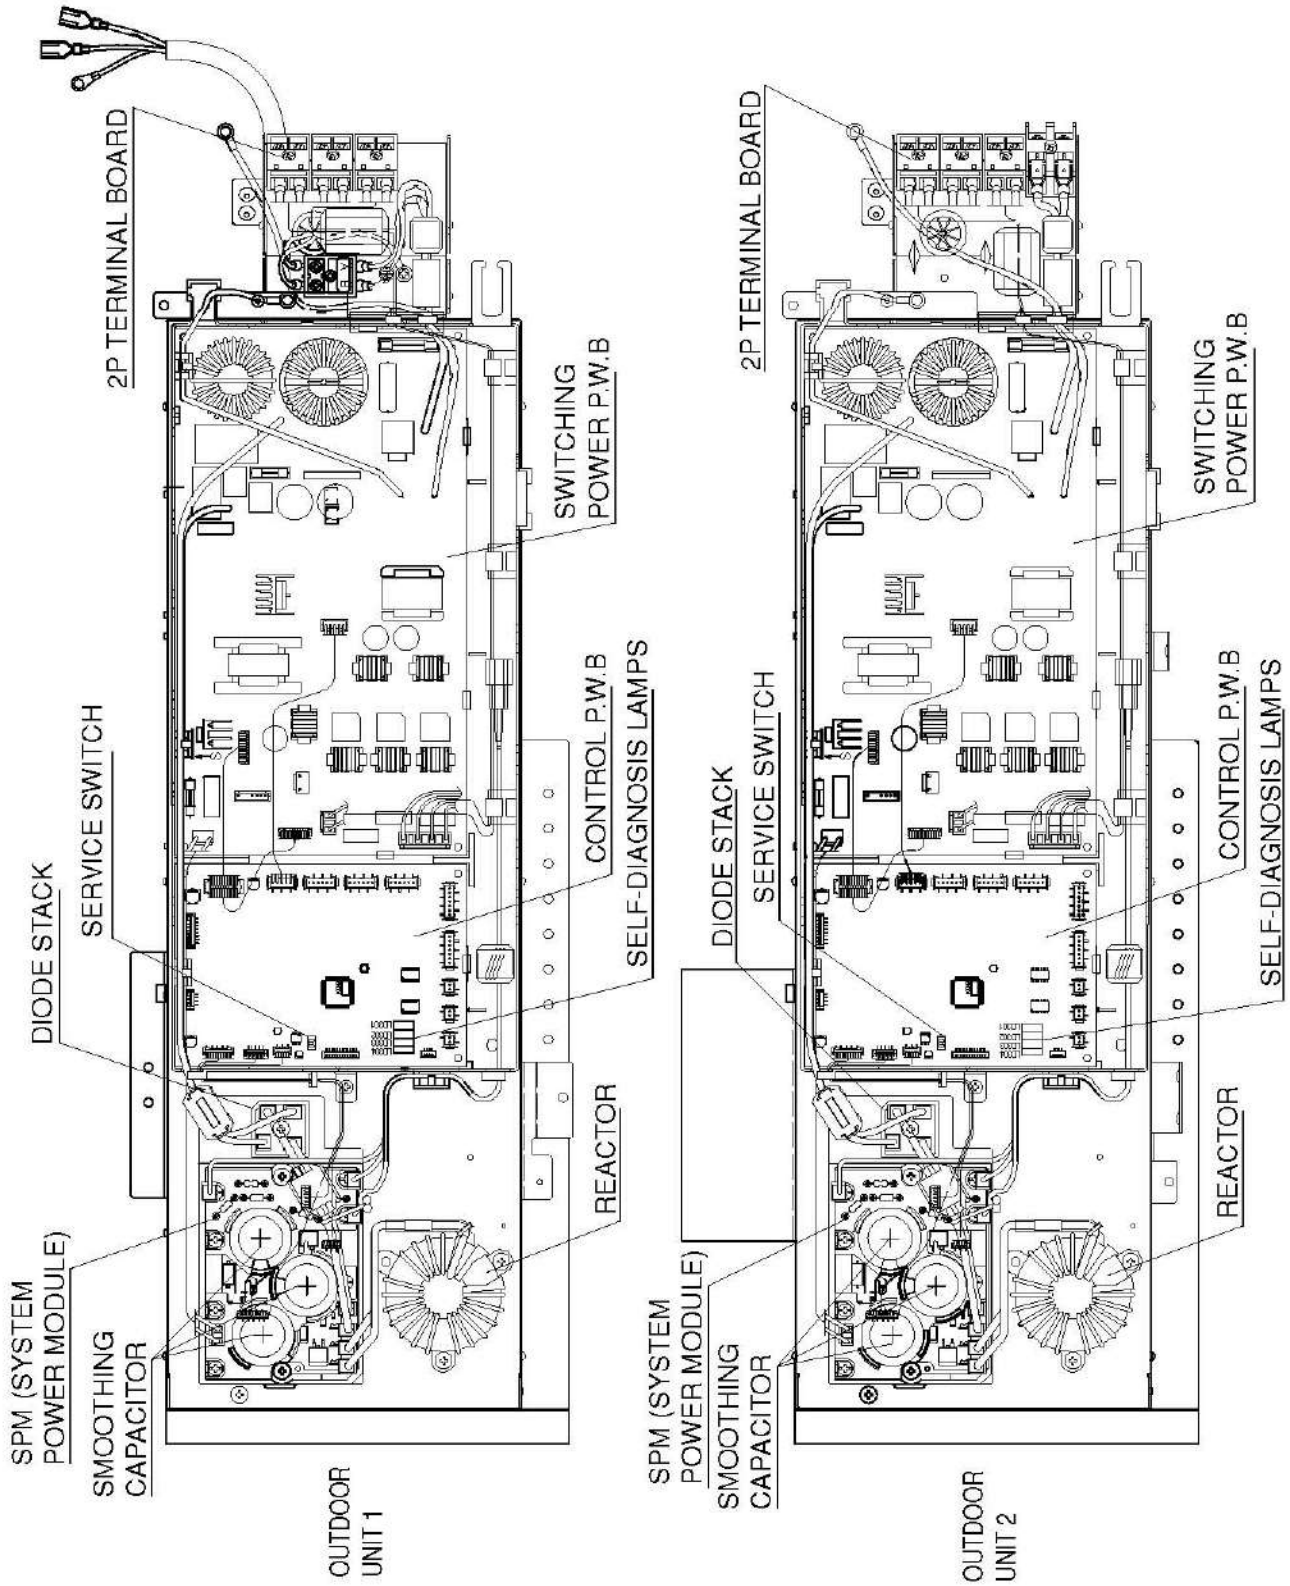 OUTDOOR
UNIT 1
SPM (SYSTEM
POWER MODULE)
SMOOTHING
CAPACITOR
DIODE STACK
SERVICE SWITCH
2P TERMINAL BOARD
REACTOR
SELF-DIAGNOSIS LAMPS
CONTROL P.W.B
SWITCHING
POWER P.W.B
OUTDOOR
UNIT 2
SPM (SYSTEM
POWER MODULE)
SMOOTHING
CAPACITOR
DIODE STACK
SERVICE SWITCH
2P TERMINAL BOARD
REACTOR
SELF-DIAGNOSIS LAMPS
CONTROL P.W.B
SWITCHING
POWER P.W.B